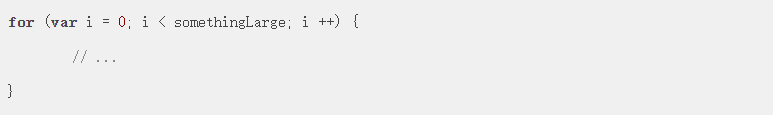 for (var i = 0; i < somethingLarge; i ++) {
// ...
}